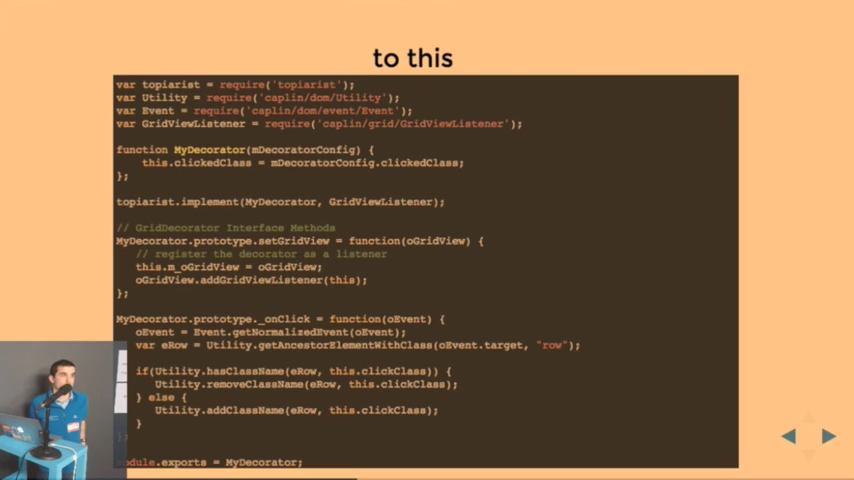 to this
var topiarist = require('topiarist');
var Utility = require('caplin/dom/Utility');
var Event = require('caplin/dom/event/Event');
var GridViewListener = require('caplin/grid/GridViewListener');
function MyDecorator(mDecoratorConfig) {
this.clickedClass = mDecoratorConfig.clickedClass;
};
topiarist.implement(MyDecorator, GridViewListener);
// GridDecorator Interface Methods
MyDecorator.prototype.setGridView = function(oGridView) {
// register the decorator as a listener
this.m_oGridView = oGridView;
oGridView.addGridViewListener(this);
};
MyDecorator.prototype._onClick = function(oEvent) {
oEvent = Event.getNormalizedEvent(oEvent);
var eRow = Utility.getAncestorElementWithClass(oEvent.target, "row");
if(Utility.hasClassName(eRow, this.clickClass)) {
Utility.removeClassName(eRow, this.clickClass);
} else {
Utility.addClassName(eRow, this.clickClass);
}
};
module.exports = MyDecorator;